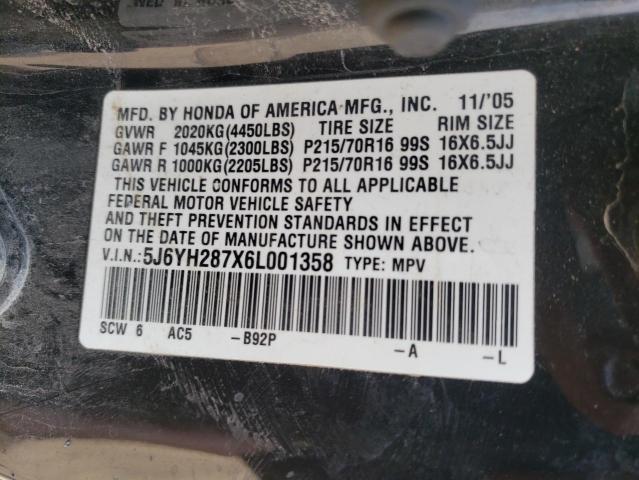 MFD. BY HONDA OF AMERICA MFG., INC. 11/'05
GVWR 2020KG(4450LBS) TIRE SIZE RIM SIZE
GAWR F 1045KG(2300LBS) P215/70R16 99S 16X6.5JJ
GAWR R 1000KG(2205LBS) P215/70R16 99S 16X6.5JJ
THIS VEHICLE CONFORMS TO ALL APPLICABLE
FEDERAL MOTOR VEHICLE SAFETY
AND THEFT PREVENTION STANDARDS IN EFFECT
ON THE DATE OF MANUFACTURE SHOWN ABOVE.
V.I.N.:5J6YH287X6L001358 TYPE: MPV
SCW 6 AC5 -B92P -A -L